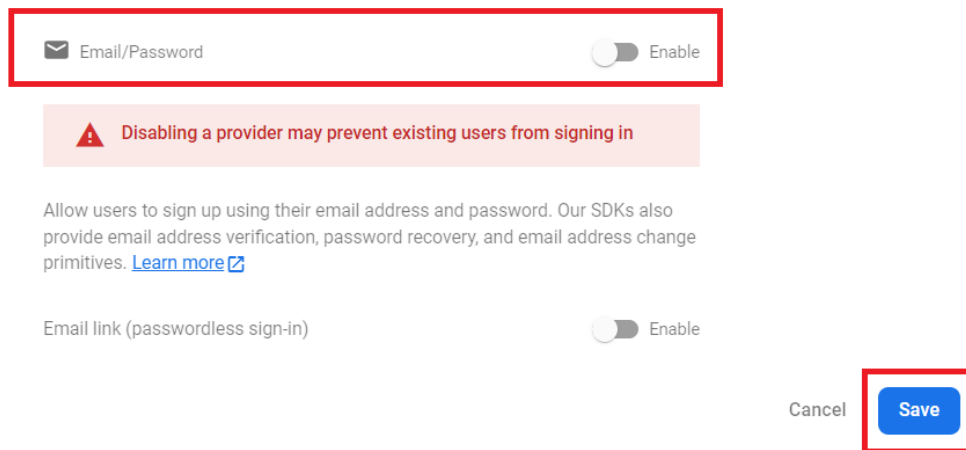 Email/Password
Enable
Disabling a provider may prevent existing users from signing in
Allow users to sign up using their email address and password. Our SDKs also
provide email address verification, password recovery, and email address change
primitives. Learn more
Email link (passwordless sign-in)
Enable
Cancel
Save